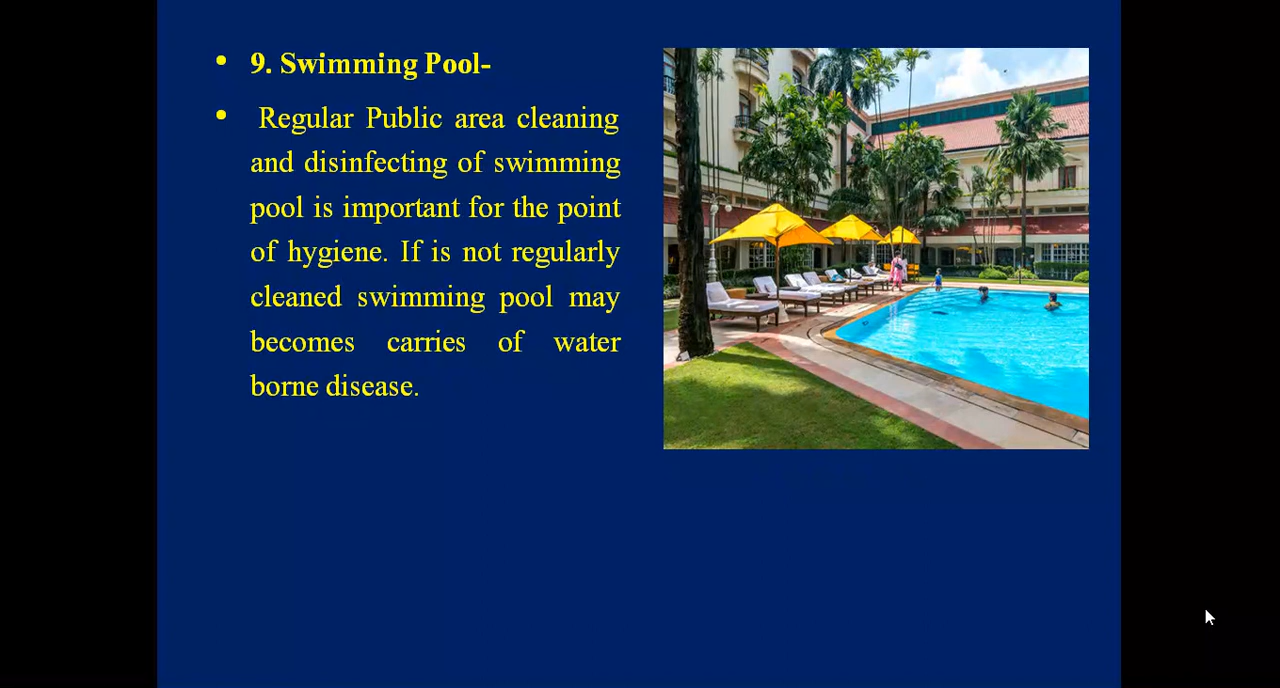 • 9. Swimming Pool-
• Regular Public area cleaning
and disinfecting of swimming
pool is important for the point
of hygiene. If is not regularly
cleaned swimming pool may
becomes carries of water
borne disease.